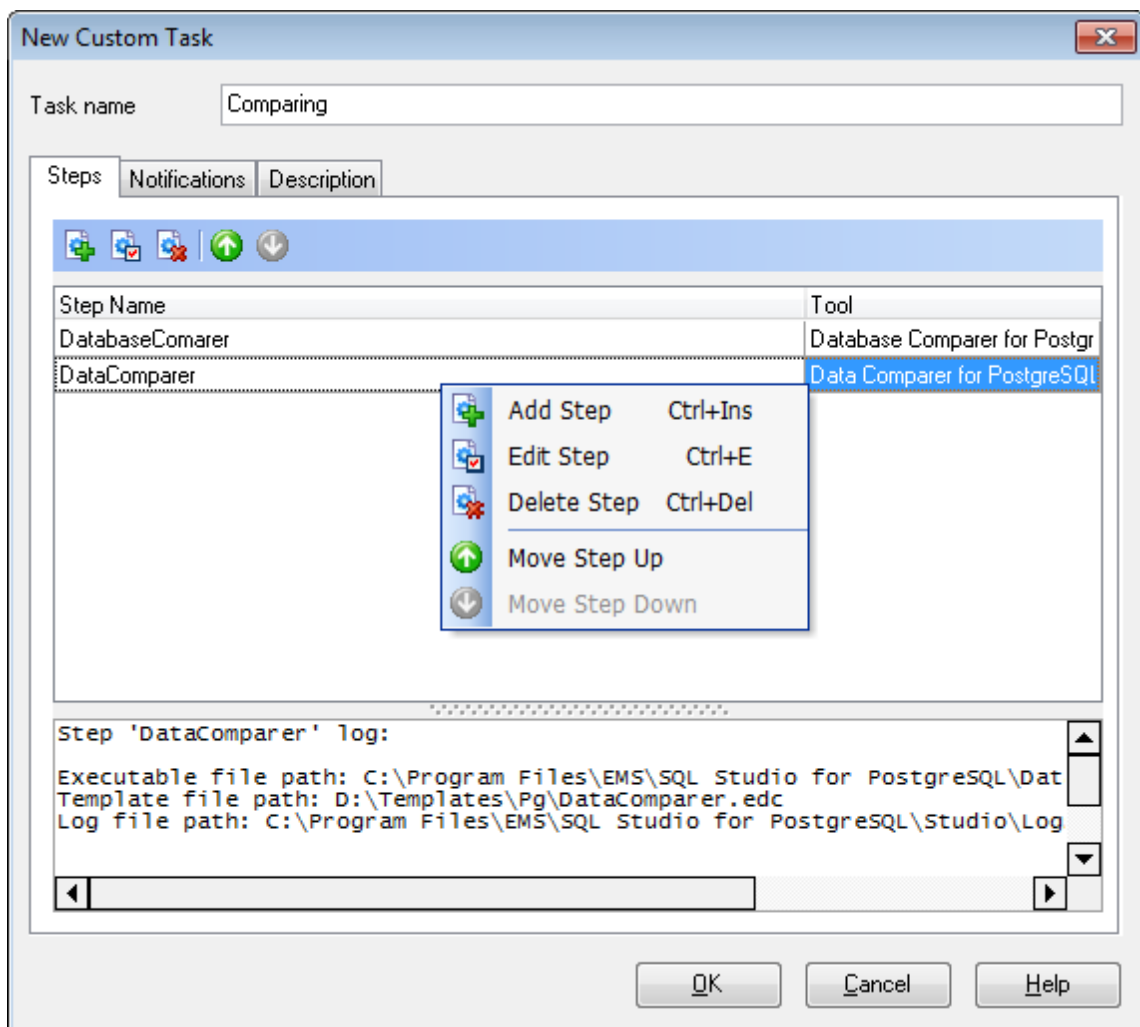 New Custom Task
Task name Comparing
Steps Notifications Description
Step Name Tool
DatabaseComarer Database Comparer for Postgr
DataComparer Data Comparer for PostgreSQL
Add Step Ctrl+Ins
Edit Step Ctrl+E
Delete Step Ctrl+Del
Move Step Up
Move Step Down
Step 'DataComparer' log:
Executable file path: C:\Program Files\EMS\SQL Studio for PostgreSQL\Dat
Template file path: D:\Templates\Pg\DataComparer.edc
Log file path: C:\Program Files\EMS\SQL Studio for PostgreSQL\Studio\Log
OK Cancel Help